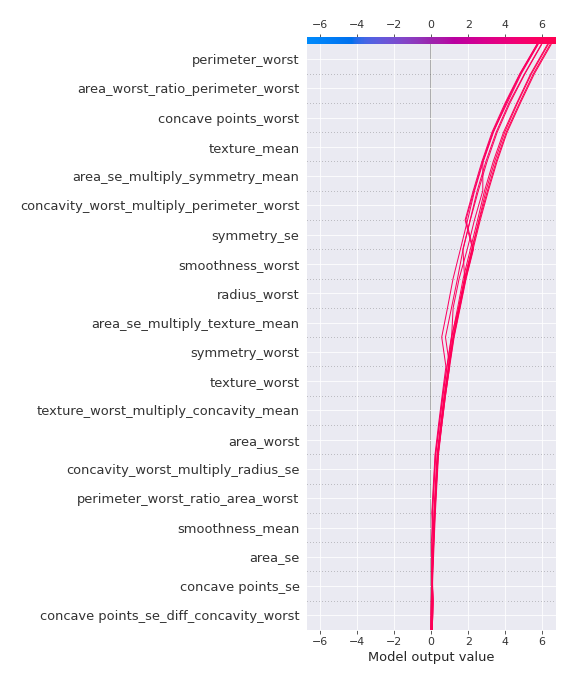 −6 −4 −2 0 2 4 6
perimeter_worst
area_worst_ratio_perimeter_worst
concave points_worst
texture_mean
area_se_multiply_symmetry_mean
concavity_worst_multiply_perimeter_worst
symmetry_se
smoothness_worst
radius_worst
area_se_multiply_texture_mean
symmetry_worst
texture_worst
texture_worst_multiply_concavity_mean
area_worst
concavity_worst_multiply_radius_se
perimeter_worst_ratio_area_worst
smoothness_mean
area_se
concave points_se
concave points_se_diff_concavity_worst
−6 −4 −2 0 2 4 6
Model output value